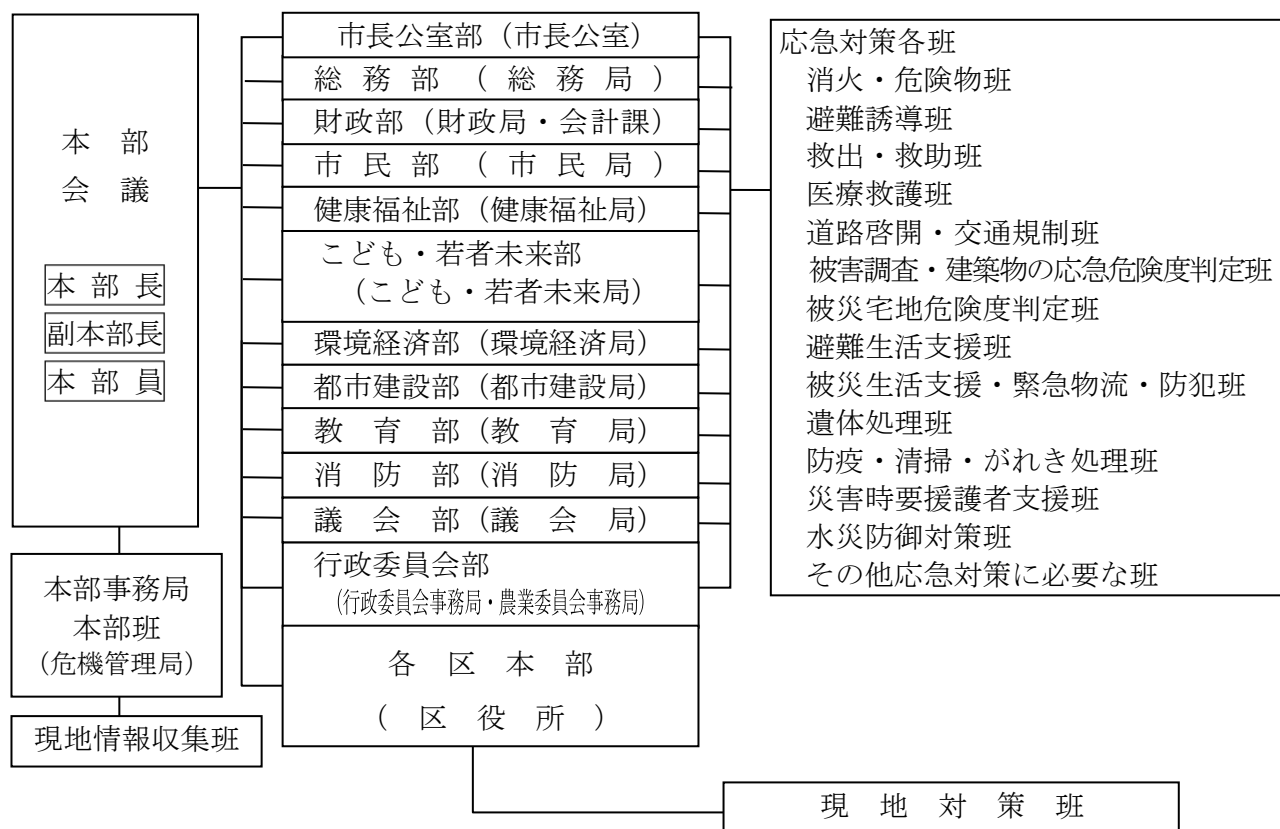 本部
会議
本部長
副本部長
本部員
本部事務局
本部班
(危機管理局)
現地情報収集班
市長公室部（市長公室）
総務部（総務局）
財政部（財政局・会計課）
市民部（市民局）
健康福祉部（健康福祉局）
こども・若者未来部
（こども・若者未来局）
環境経済部（環境経済局）
都市建設部（都市建設局）
教育部（教育局）
消防部（消防局）
議会部（議会局）
行政委員会部
(行政委員会事務局・農業委員会事務局)
各区本部
（区役所）
現地対策班
応急対策各班
消火・危険物班
避難誘導班
救出・救助班
医療救護班
道路啓開・交通規制班
被害調査・建築物の応急危険度判定班
被災宅地危険度判定班
避難生活支援班
被災生活支援・緊急物流・防犯班
遺体処理班
防疫・清掃・がれき処理班
災害時要援護者支援班
水災防御対策班
その他応急対策に必要な班